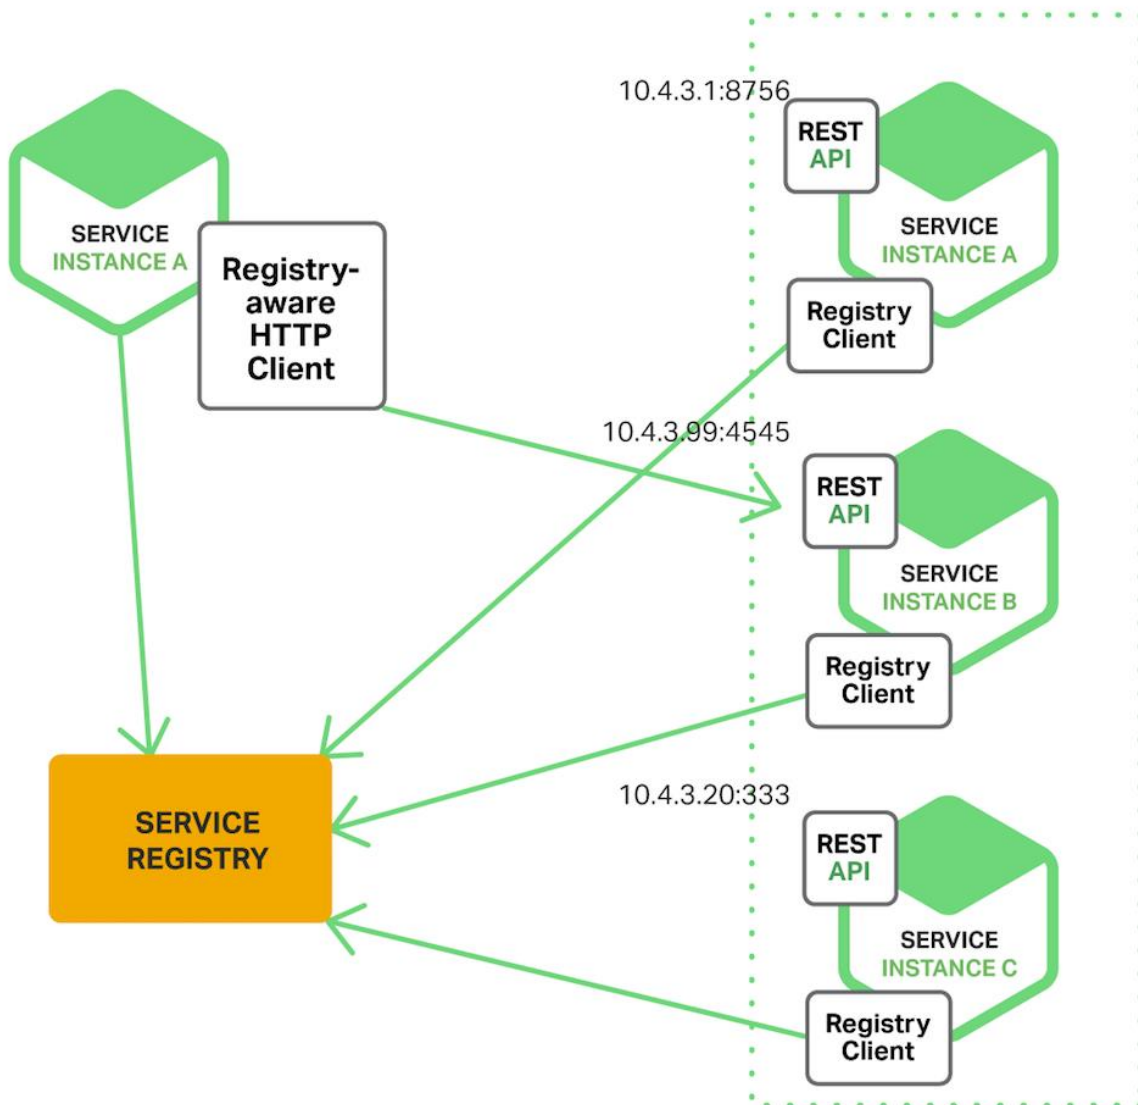 10.4.3.1:8756
REST
API
SERVICE
INSTANCE A
Registry
Client
SERVICE
INSTANCE A
Registry-
aware
HTTP
Client
10.4.3.99:4545
REST
API
SERVICE
INSTANCE B
Registry
Client
10.4.3.20:333
REST
API
SERVICE
INSTANCE C
Registry
Client
SERVICE
REGISTRY